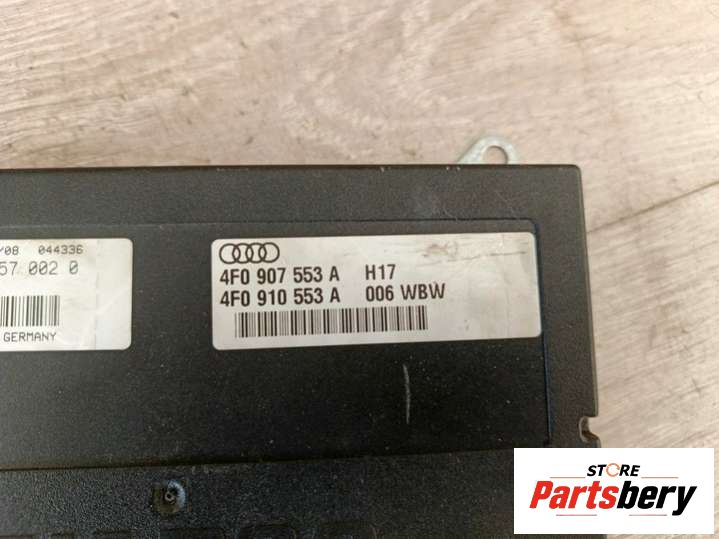 /08 044336
57 002 0
GERMANY
4F0 907 553 A H17
4F0 910 553 A 006 WBW
STORE
Partsbery